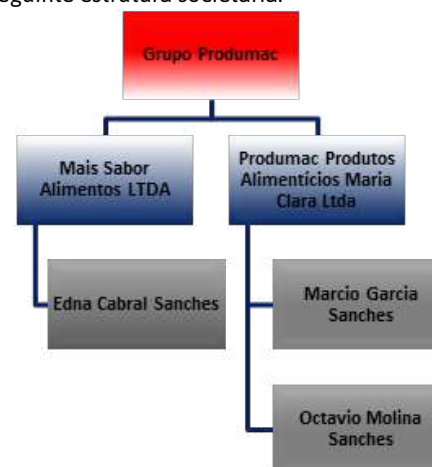 seguinte estrutura societária:
Grupo Produmac
Mais Sabor
Alimentos LTDA
Produmac Produtos
Alimentícios Maria
Clara Ltda
Edna Cabral Sanches
Marcio Garcia
Sanches
Octavio Molina
Sanches